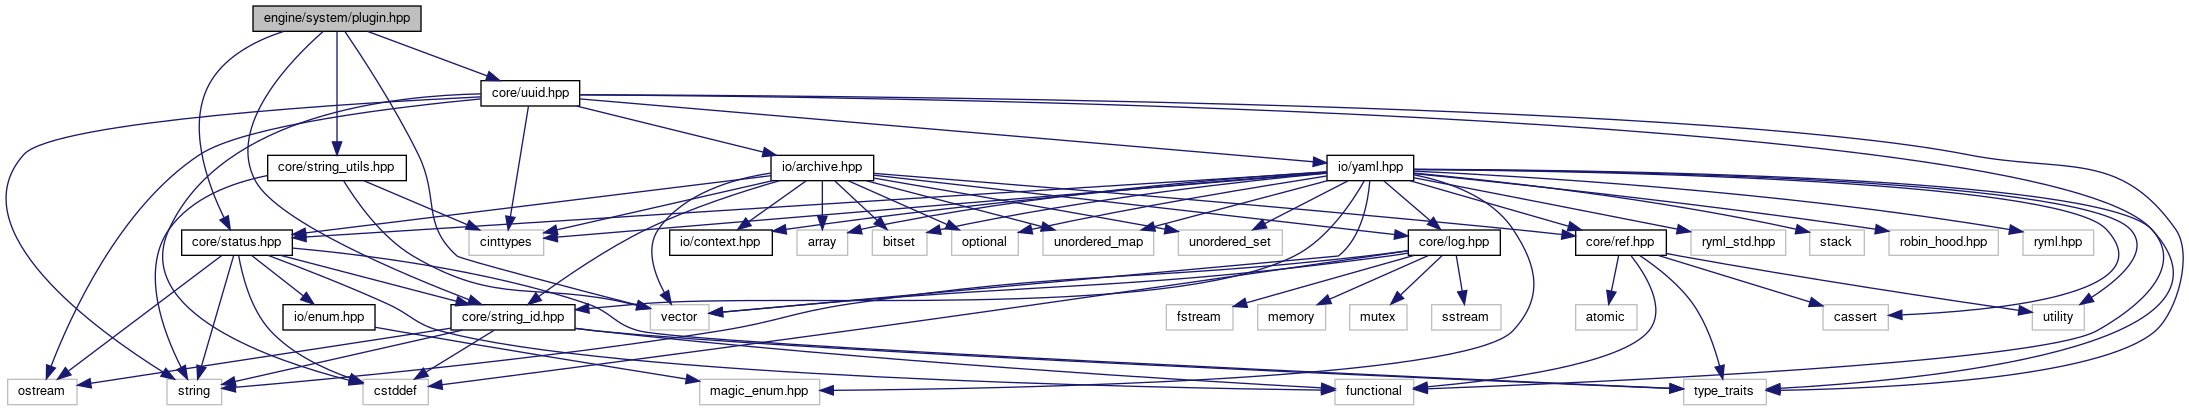 engine/system/plugin.hpp
core/uuid.hpp
core/string_utils.hpp
io/archive.hpp
io/yaml.hpp
core/status.hpp
cinttypes
io/context.hpp
array
bitset
optional
unordered_map
unordered_set
core/log.hpp
core/ref.hpp
ryml_std.hpp
stack
robin_hood.hpp
ryml.hpp
io/enum.hpp
core/string_id.hpp
vector
fstream
memory
mutex
sstream
atomic
cassert
utility
ostream
string
cstddef
magic_enum.hpp
functional
type_traits